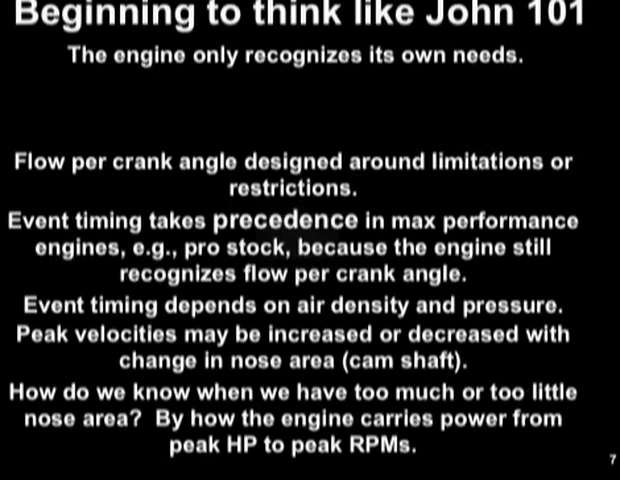 Beginning to think like John 101
The engine only recognizes its own needs.
Flow per crank angle designed around limitations or
restrictions.
Event timing takes precedence in max performance
engines, e.g., pro stock, because the engine still
recognizes flow per crank angle.
Event timing depends on air density and pressure.
Peak velocities may be increased or decreased with
change in nose area (cam shaft).
How do we know when we have too much or too little
nose area?  By how the engine carries power from
peak HP to peak RPMs.
7